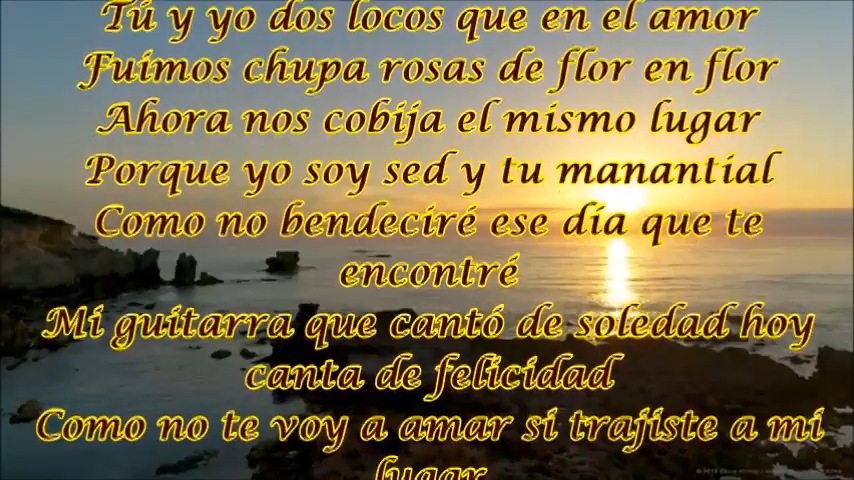 Tú y yo dos locos que en el amor
Fuimos chupa rosas de flor en flor
Ahora nos cobija el mismo lugar
Porque yo soy sed y tu manantial
Como no bendeciré ese día que te
encontré
Mi guitarra que cantó de soledad hoy
canta de felicidad
Como no te voy a amar si trajiste a mi
lugar